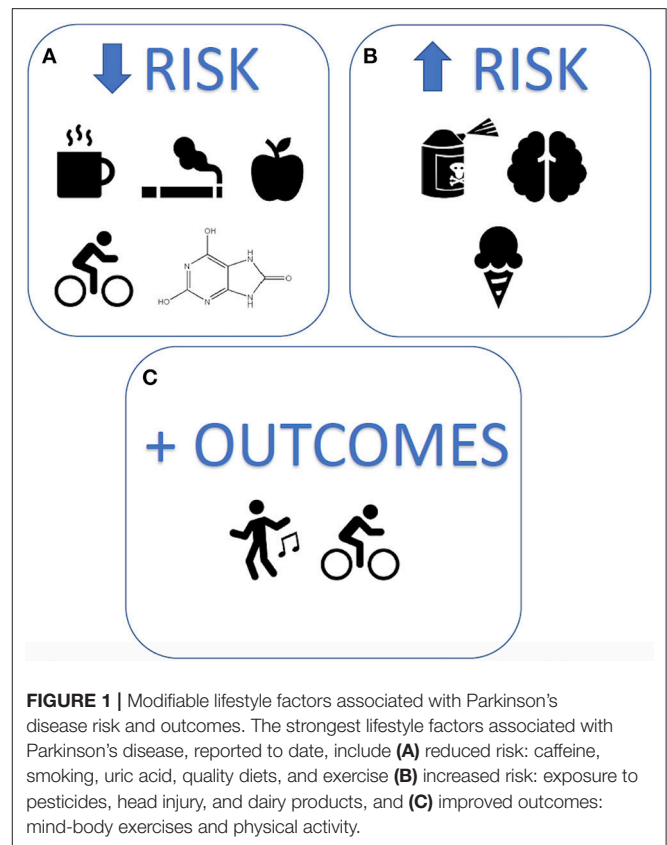 A
RISK
B
RISK
OH
N
H
N
O
HO
N
N
H
C
+ OUTCOMES
FIGURE 1 | Modifiable lifestyle factors associated with Parkinson's
disease risk and outcomes. The strongest lifestyle factors associated with
Parkinson's disease, reported to date, include (A) reduced risk: caffeine,
smoking, uric acid, quality diets, and exercise (B) increased risk: exposure to
pesticides, head injury, and dairy products, and (C) improved outcomes:
mind-body exercises and physical activity.